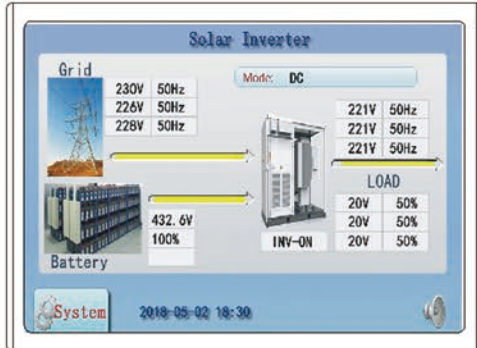 Solar Inverter
Grid
Mode: DC
230V 50Hz
226V 50Hz
228V 50Hz
221V 50Hz
221V 50Hz
221V 50Hz
LOAD
20V 50%
20V 50%
20V 50%
432.6V
100%
INV-ON
Battery
System
2018-05-02 18:30